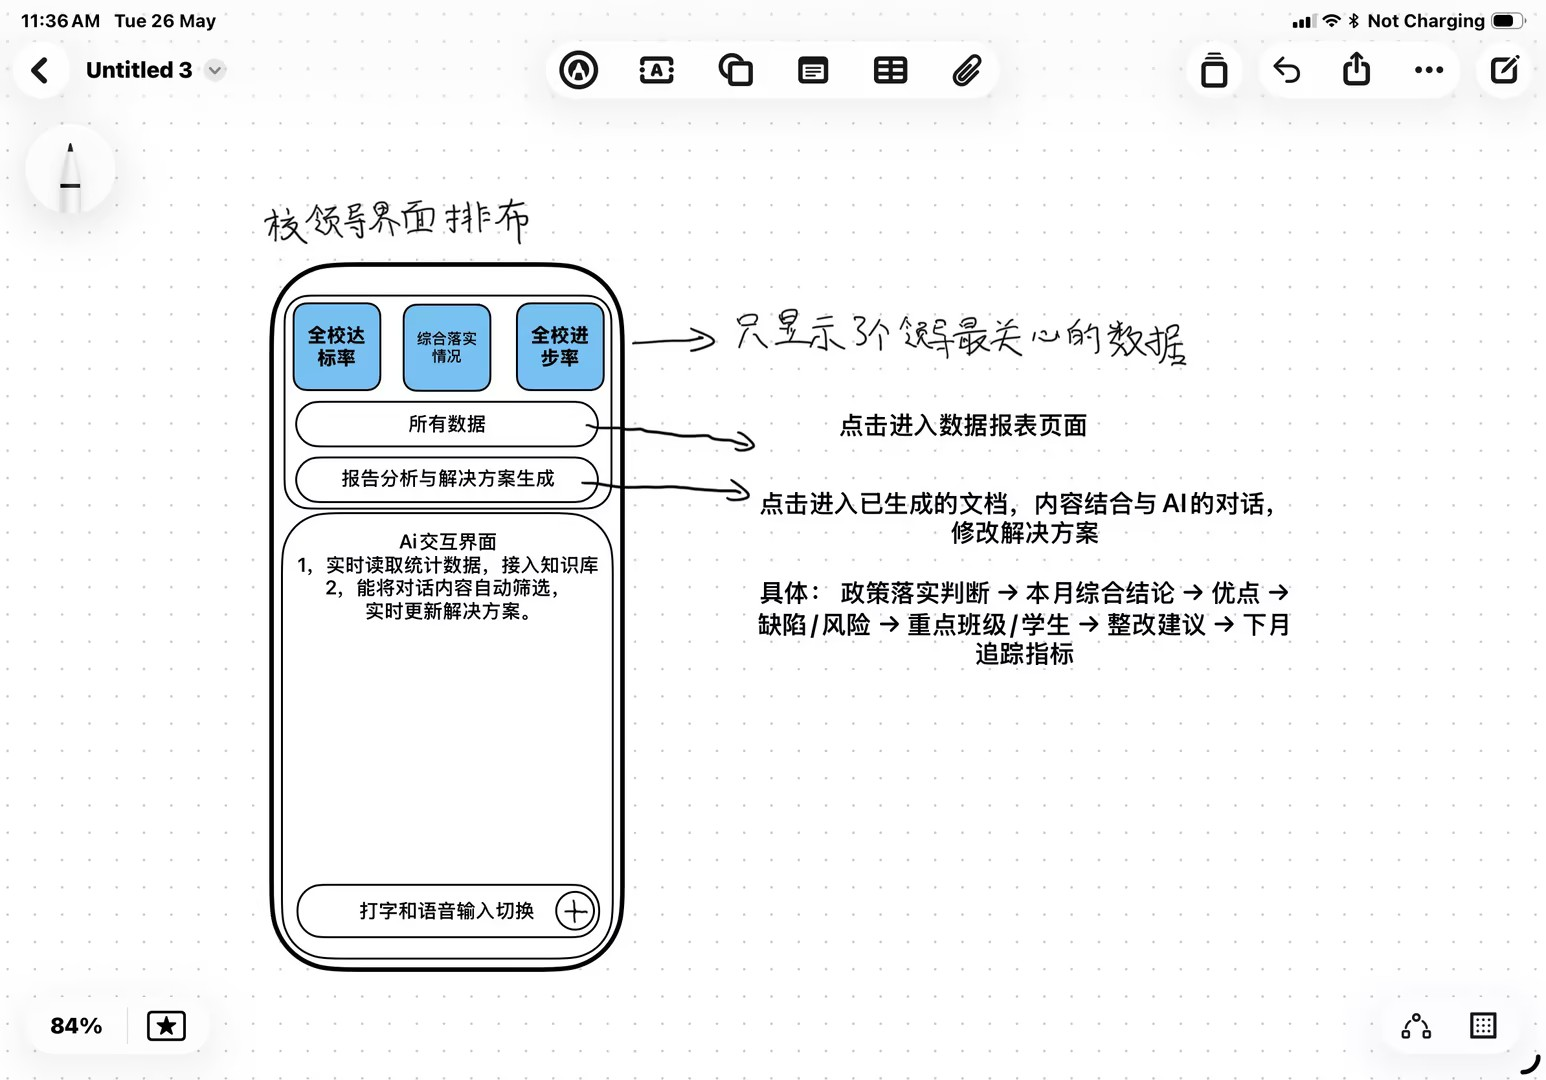 11:36 AM Tue 26 May
Not Charging
Untitled 3
校领导界面排布
全校达
标率
综合落实
情况
全校进
步率
只显示3个领导最关心的数据
所有数据
点击进入数据报表页面
报告分析与解决方案生成
点击进入已生成的文档，内容结合与 AI 的对话，
修改解决方案
Ai 交互界面
1，实时读取统计数据，接入知识库
2，能将对话内容自动筛选，
实时更新解决方案。
具体： 政策落实判断 → 本月综合结论 → 优点 →
缺陷/风险 → 重点班级/学生 → 整改建议 → 下月
追踪指标
打字和语音输入切换
84%